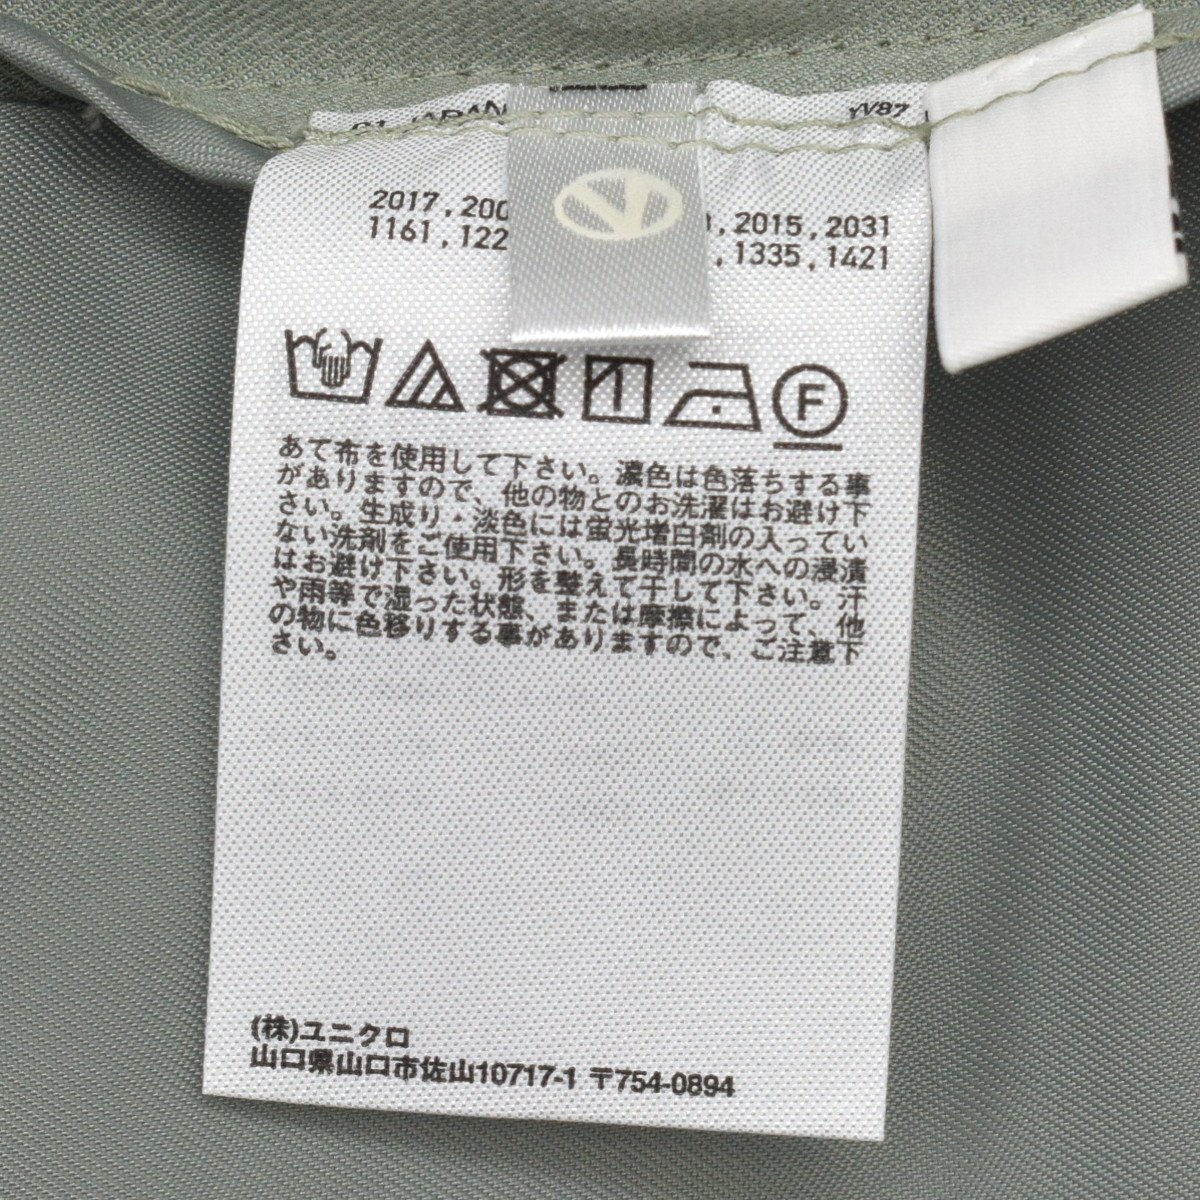 01 JAPAN
YV87
2017,200
,2015,2031
1161,122
,1335,1421
F
あて布を使用して下さい。濃色は色落ちする事
がありますので、他の物とのお洗濯はお避け下
さい。生成り・淡色には蛍光増白剤の入っていな
い洗剤をご使用下さい。長時間の水への浸漬
はお避け下さい。形を整えて干して下さい。汗
や雨等で湿った状態、または摩擦によって、他
の物に色移りする事がありますので、ご注意下
さい。
(株)ユニクロ
山口県山口市佐山10717-1 〒754-0894